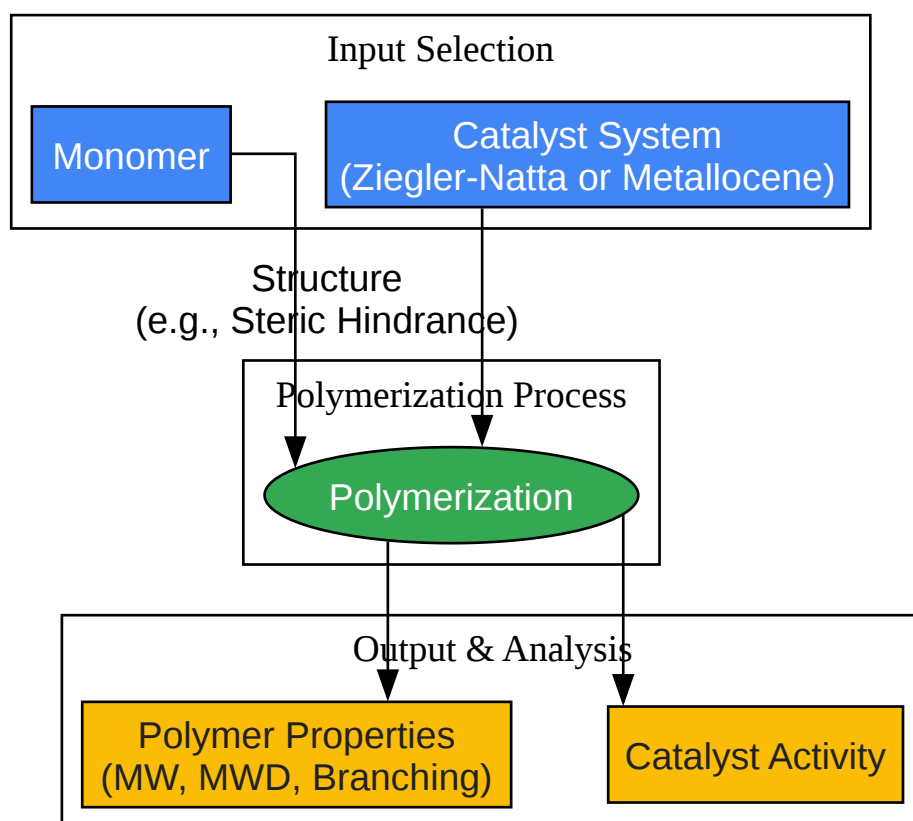 Input Selection
Monomer
Catalyst System
(Ziegler-Natta or Metallocene)
Structure
(e.g., Steric Hindrance)
Polymerization Process
Polymerization
Output & Analysis
Polymer Properties
(MW, MWD, Branching)
Catalyst Activity